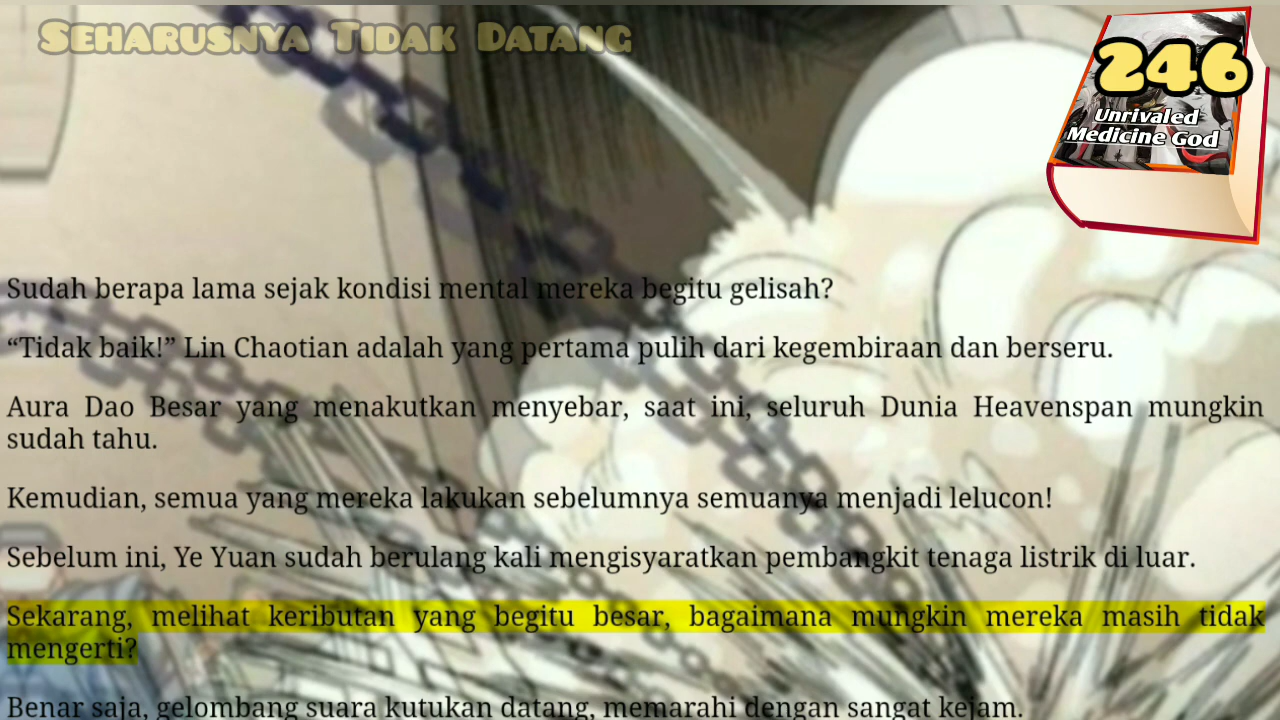 Seharusnya Tidak Datang
246
Unrivaled
Medicine God
Sudah berapa lama sejak kondisi mental mereka begitu gelisah?
“Tidak baik!” Lin Chaotian adalah yang pertama pulih dari kegembiraan dan berseru.
Aura Dao Besar yang menakutkan menyebar, saat ini, seluruh Dunia Heavenspan mungkin
sudah tahu.
Kemudian, semua yang mereka lakukan sebelumnya semuanya menjadi lelucon!
Sebelum ini, Ye Yuan sudah berulang kali mengisyaratkan pembangkit tenaga listrik di luar.
Sekarang, melihat keributan yang begitu besar, bagaimana mungkin mereka masih tidak
mengerti?
Benar saja, gelombang suara kutukan datang, memarahi dengan sangat kejam.